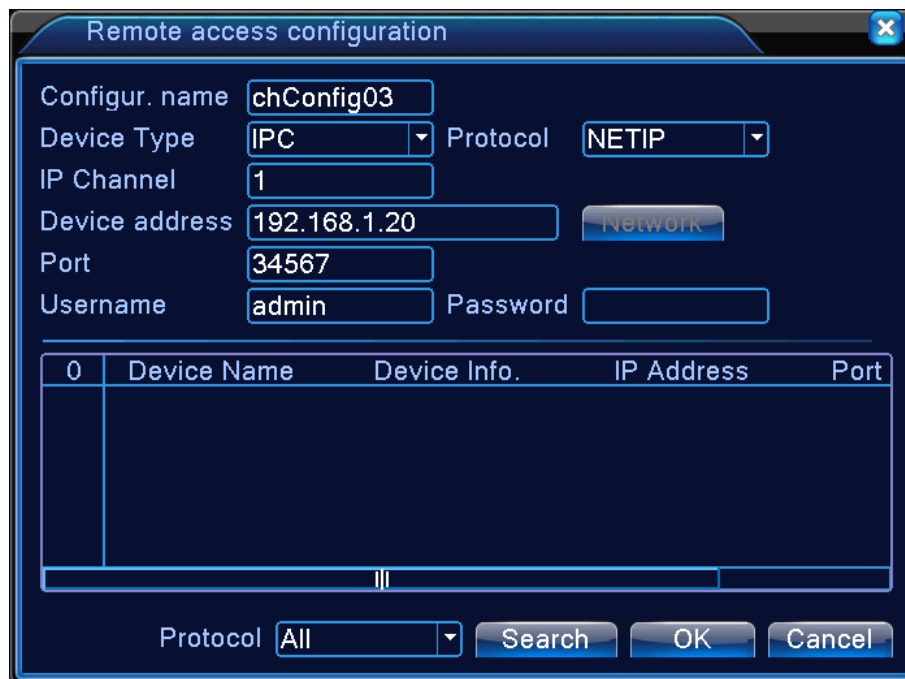 Remote access configuration
Configur. name chConfig03
Device Type IPC Protocol NETIP
IP Channel 1
Device address 192.168.1.20 Network
Port 34567
Username admin Password
0 Device Name Device Info. IP Address Port
Protocol All Search OK Cancel